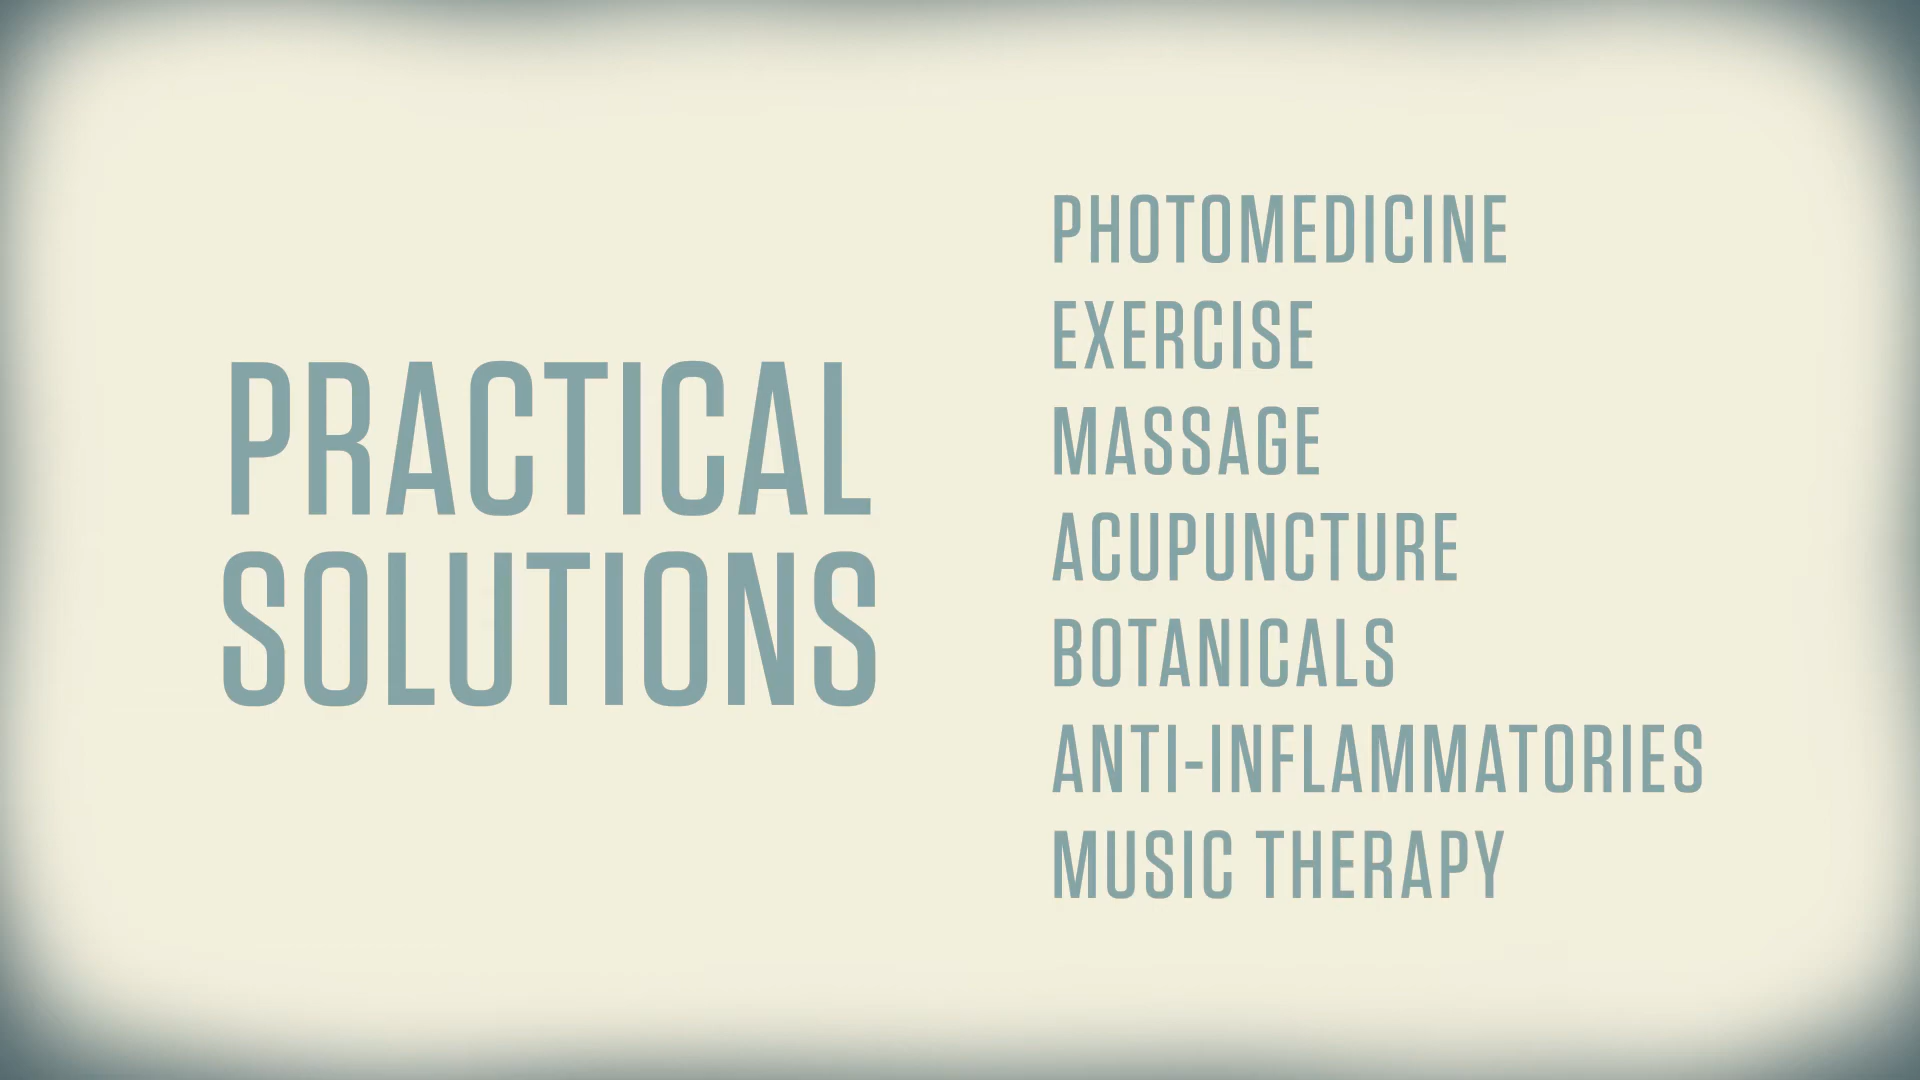 PRACTICAL
SOLUTIONS
PHOTOMEDICINE
EXERCISE
MASSAGE
ACUPUNCTURE
BOTANICALS
ANTI-INFLAMMATORIES
MUSIC THERAPY